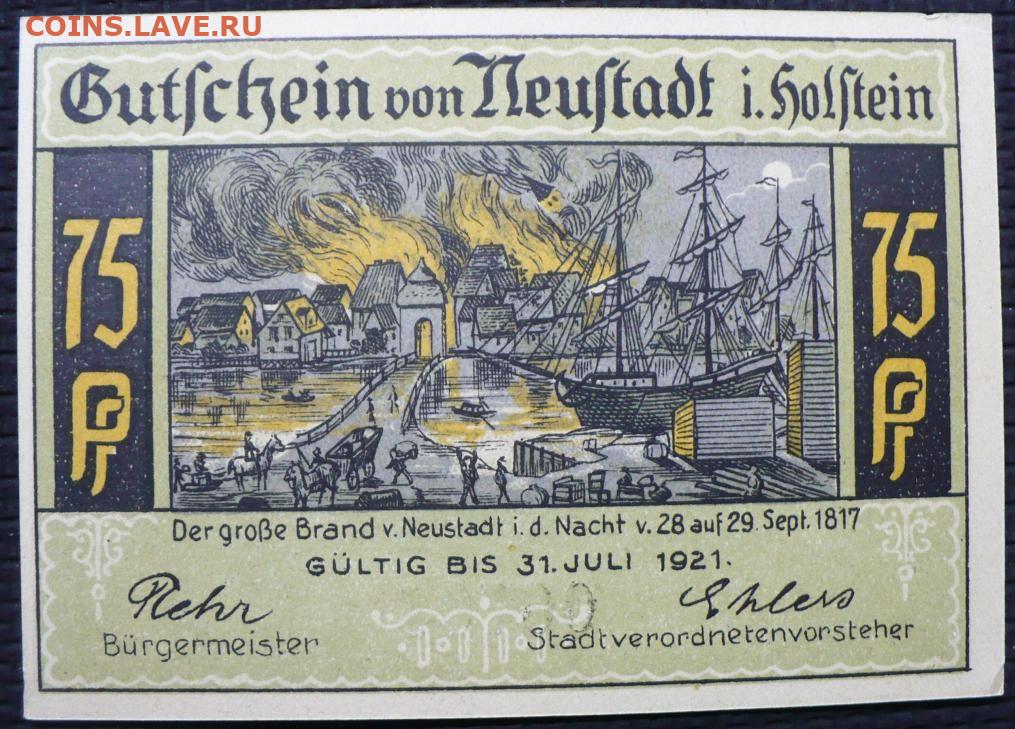 COINS.LAVE.RU
Gutschein von Neustadt i. Holstein
75 Pf
75 Pf
Der große Brand v. Neustadt i. d. Nacht v. 28 auf 29. Sept. 1817
GÜLTIG BIS 31. JULI 1921.
Rehr Ehlers
Bürgermeister Stadtverordnetenvorsteher